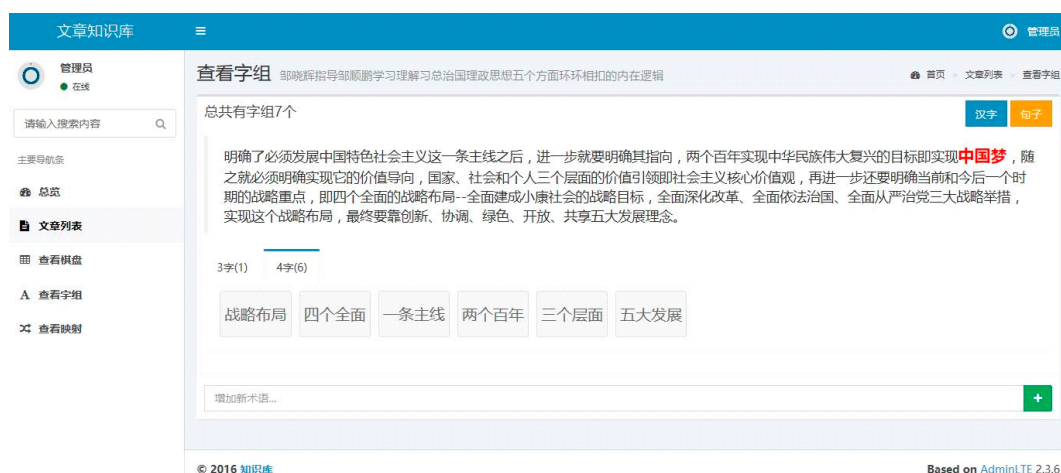 文章知识库
管理员
管理员
在线
请输入搜索内容
主要导航条
总览
文章列表
查看棋盘
查看字组
查看映射
查看字组 邹晓辉指导邹顺鹏学习理解习总治国理政思想五个方面环环相扣的内在逻辑
首页 > 文章列表 > 查看字组
总共有字组7个
汉字 句子
明确了必须发展中国特色社会主义这一条主线之后，进一步就要明确其指向，两个百年实现中华民族伟大复兴的目标即实现中国梦，随
之就必须明确实现它的价值导向，国家、社会和个人三个层面的价值引领即社会主义核心价值观，再进一步还要明确当前和今后一个时
期的战略重点，即四个全面的战略布局--全面建成小康社会的战略目标，全面深化改革、全面依法治国、全面从严治党三大战略举措，
实现这个战略布局，最终要靠创新、协调、绿色、开放、共享五大发展理念。
3字(1) 4字(6)
战略布局 四个全面 一条主线 两个百年 三个层面 五大发展
增加新术语...
© 2016 知识库
Based on AdminLTE 2.3.6